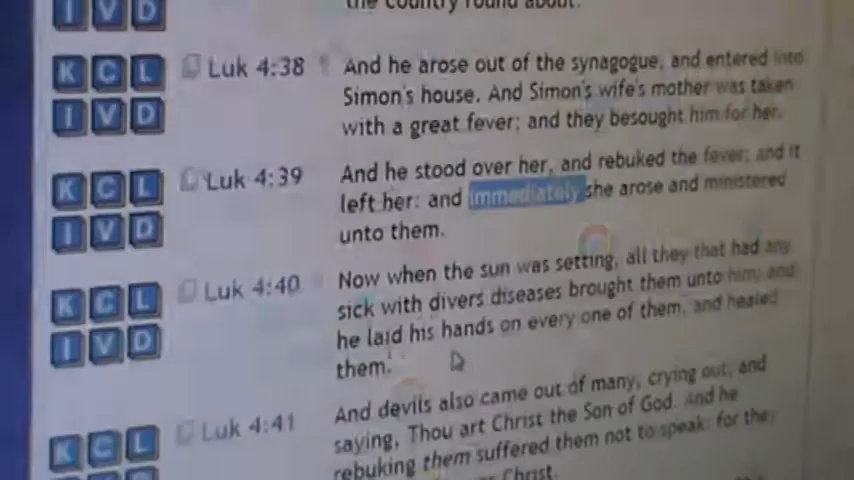 the country round about.
I V D
K C L
Luk 4:38 ¶ And he arose out of the synagogue, and entered into
Simon's house. And Simon's wife's mother was taken
I V D
with a great fever; and they besought him for her.
K C L
Luk 4:39 And he stood over her, and rebuked the fever; and it
left her: and immediately she arose and ministered
I V D
unto them.
K C L
Luk 4:40 ¶ Now when the sun was setting, all they that had any
sick with divers diseases brought them unto him; and
I V D
he laid his hands on every one of them, and healed
them.
K C L
Luk 4:41 And devils also came out of many, crying out, and
saying, Thou art Christ the Son of God. And he
rebuking them suffered them not to speak: for they
Christ.